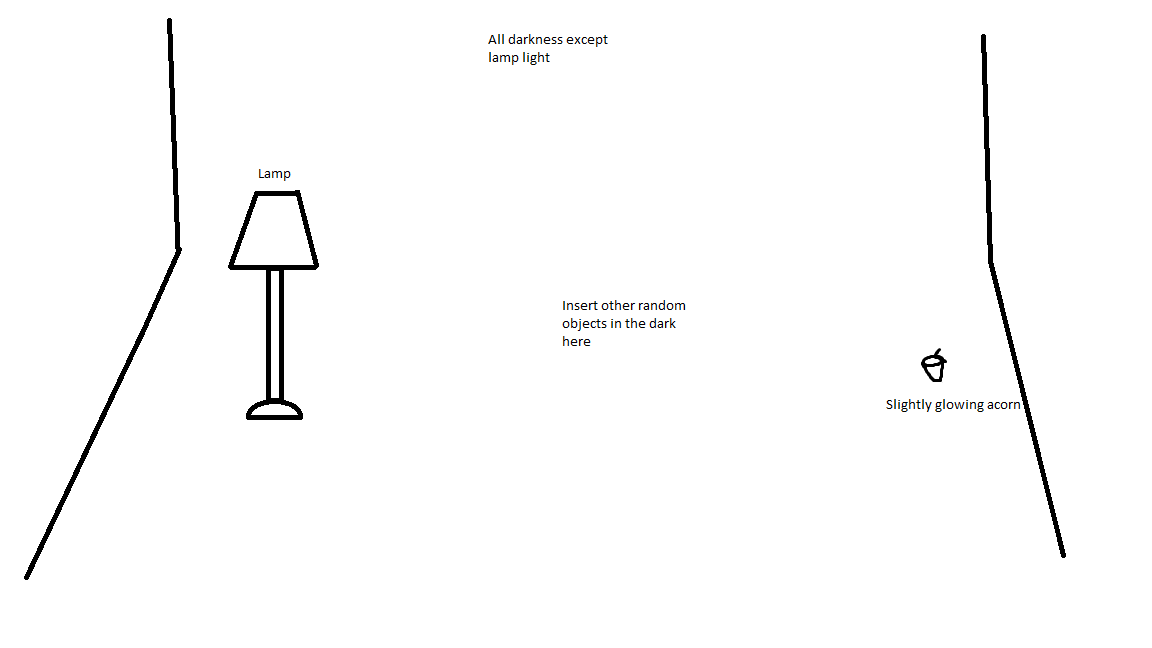 All darkness except
lamp light
Lamp
Insert other random
objects in the dark
here
Slightly glowing acorn